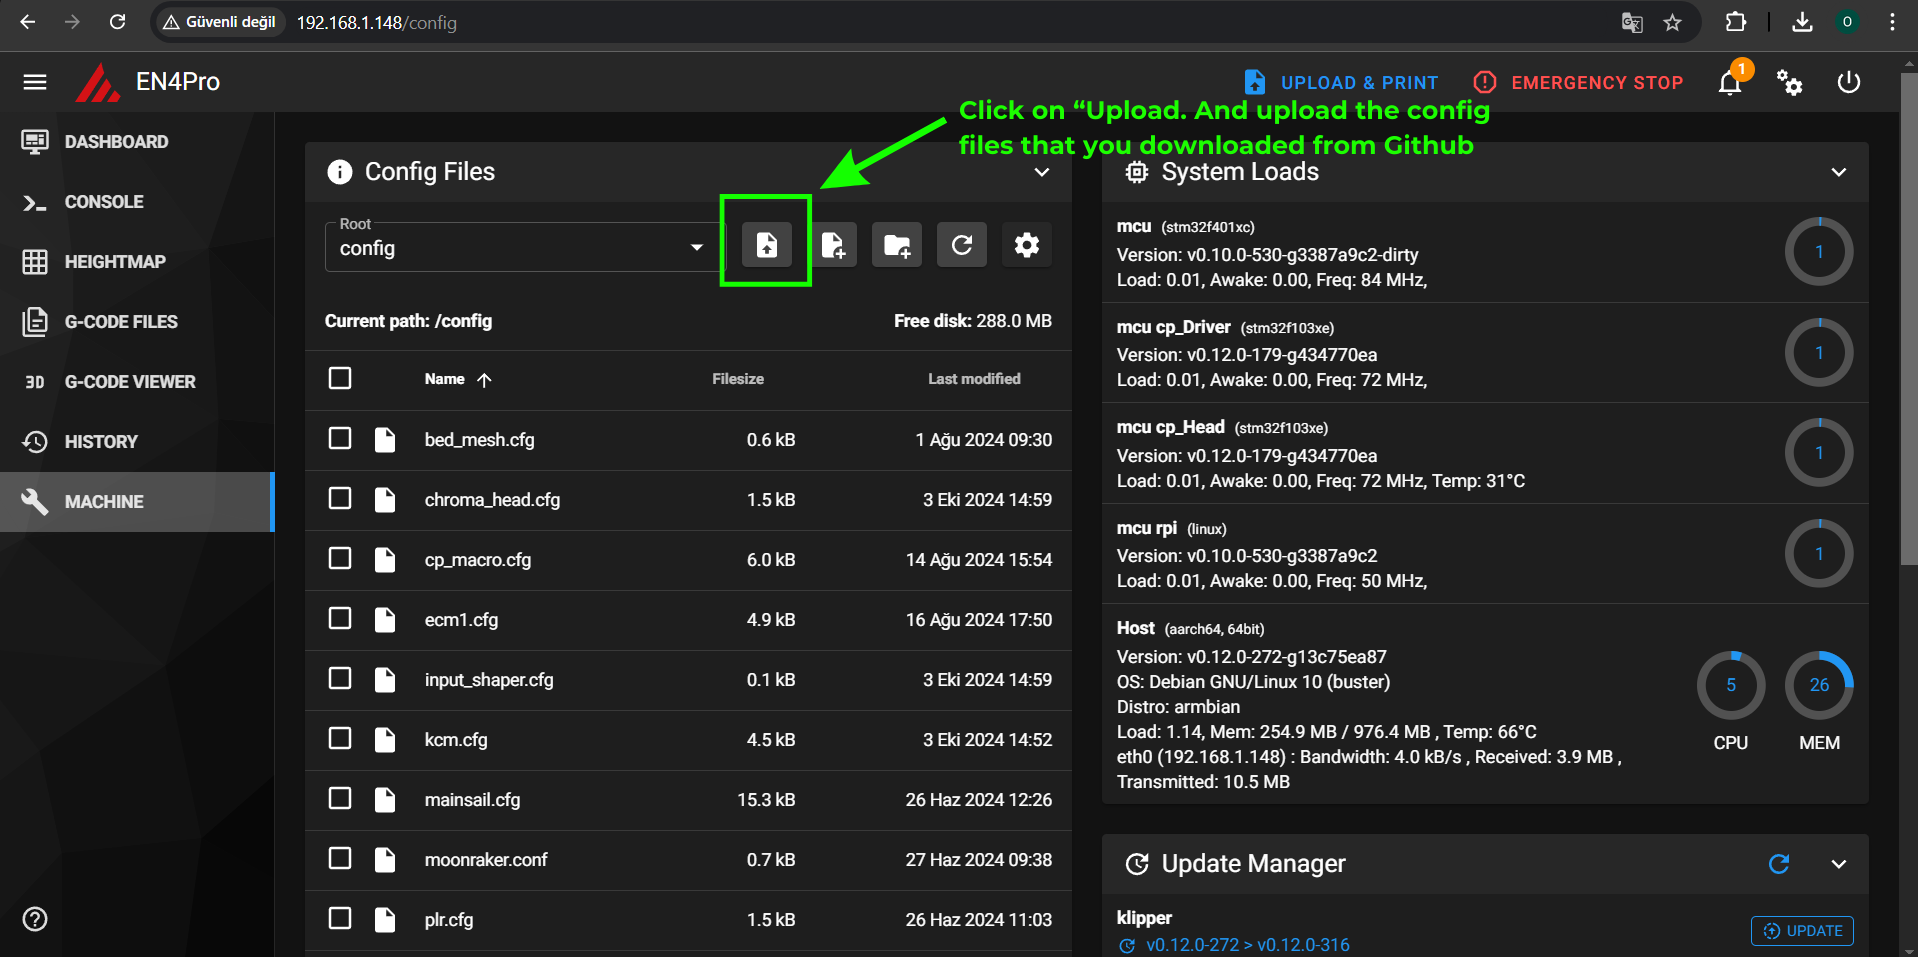 Güvenli değil
192.168.1.148/config
O
EN4Pro
UPLOAD & PRINT
EMERGENCY STOP
1
Click on “Upload. And upload the config
files that you downloaded from Github
DASHBOARD
CONSOLE
HEIGHTMAP
G-CODE FILES
3D G-CODE VIEWER
HISTORY
MACHINE
Config Files
Root
config
Current path: /config
Free disk: 288.0 MB
Name Filesize Last modified
bed_mesh.cfg 0.6 kB 1 Ağu 2024 09:30
chroma_head.cfg 1.5 kB 3 Eki 2024 14:59
cp_macro.cfg 6.0 kB 14 Ağu 2024 15:54
ecm1.cfg 4.9 kB 16 Ağu 2024 17:50
input_shaper.cfg 0.1 kB 3 Eki 2024 14:59
kcm.cfg 4.5 kB 3 Eki 2024 14:52
mainsail.cfg 15.3 kB 26 Haz 2024 12:26
moonraker.conf 0.7 kB 27 Haz 2024 09:38
plr.cfg 1.5 kB 26 Haz 2024 11:03
System Loads
mcu (stm32f401xc)
Version: v0.10.0-530-g3387a9c2-dirty
Load: 0.01, Awake: 0.00, Freq: 84 MHz,
1
mcu cp_Driver (stm32f103xe)
Version: v0.12.0-179-g434770ea
Load: 0.01, Awake: 0.00, Freq: 72 MHz,
1
mcu cp_Head (stm32f103xe)
Version: v0.12.0-179-g434770ea
Load: 0.01, Awake: 0.00, Freq: 72 MHz, Temp: 31°C
1
mcu rpi (linux)
Version: v0.10.0-530-g3387a9c2
Load: 0.01, Awake: 0.00, Freq: 50 MHz,
1
Host (aarch64, 64bit)
Version: v0.12.0-272-g13c75ea87
OS: Debian GNU/Linux 10 (buster)
Distro: armbian
Load: 1.14, Mem: 254.9 MB / 976.4 MB , Temp: 66°C
eth0 (192.168.1.148) : Bandwidth: 4.0 kB/s , Received: 3.9 MB ,
Transmitted: 10.5 MB
5 26
CPU MEM
Update Manager
klipper
v0.12.0-272 > v0.12.0-316
UPDATE